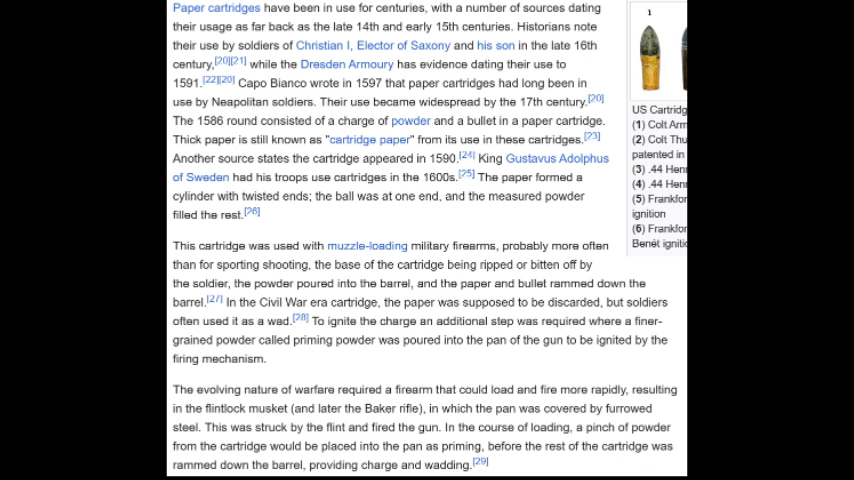 Paper cartridges have been in use for centuries, with a number of sources dating
their usage as far back as the late 14th and early 15th centuries. Historians note
their use by soldiers of Christian I, Elector of Saxony and his son in the late 16th
century,[20][21] while the Dresden Armoury has evidence dating their use to
1591.[22][20] Capo Bianco wrote in 1597 that paper cartridges had long been in
use by Neapolitan soldiers. Their use became widespread by the 17th century.[20]
The 1586 round consisted of a charge of powder and a bullet in a paper cartridge.
Thick paper is still known as "cartridge paper" from its use in these cartridges.[23]
Another source states the cartridge appeared in 1590.[24] King Gustavus Adolphus
of Sweden had his troops use cartridges in the 1600s.[25] The paper formed a
cylinder with twisted ends; the ball was at one end, and the measured powder
filled the rest.[26]
This cartridge was used with muzzle-loading military firearms, probably more often
than for sporting shooting, the base of the cartridge being ripped or bitten off by
the soldier, the powder poured into the barrel, and the paper and bullet rammed down the
barrel.[27] In the Civil War era cartridge, the paper was supposed to be discarded, but soldiers
often used it as a wad.[28] To ignite the charge an additional step was required where a finer-
grained powder called priming powder was poured into the pan of the gun to be ignited by the
firing mechanism.
The evolving nature of warfare required a firearm that could load and fire more rapidly, resulting
in the flintlock musket (and later the Baker rifle), in which the pan was covered by furrowed
steel. This was struck by the flint and fired the gun. In the course of loading, a pinch of powder
from the cartridge would be placed into the pan as priming, before the rest of the cartridge was
rammed down the barrel, providing charge and wadding.[29]
1
US Cartridg
(1) Colt Arm
(2) Colt Thu
patented in
(3) .44 Henr
(4) .44 Henr
(5) Frankfor
ignition
(6) Frankfor
Benét ignitio